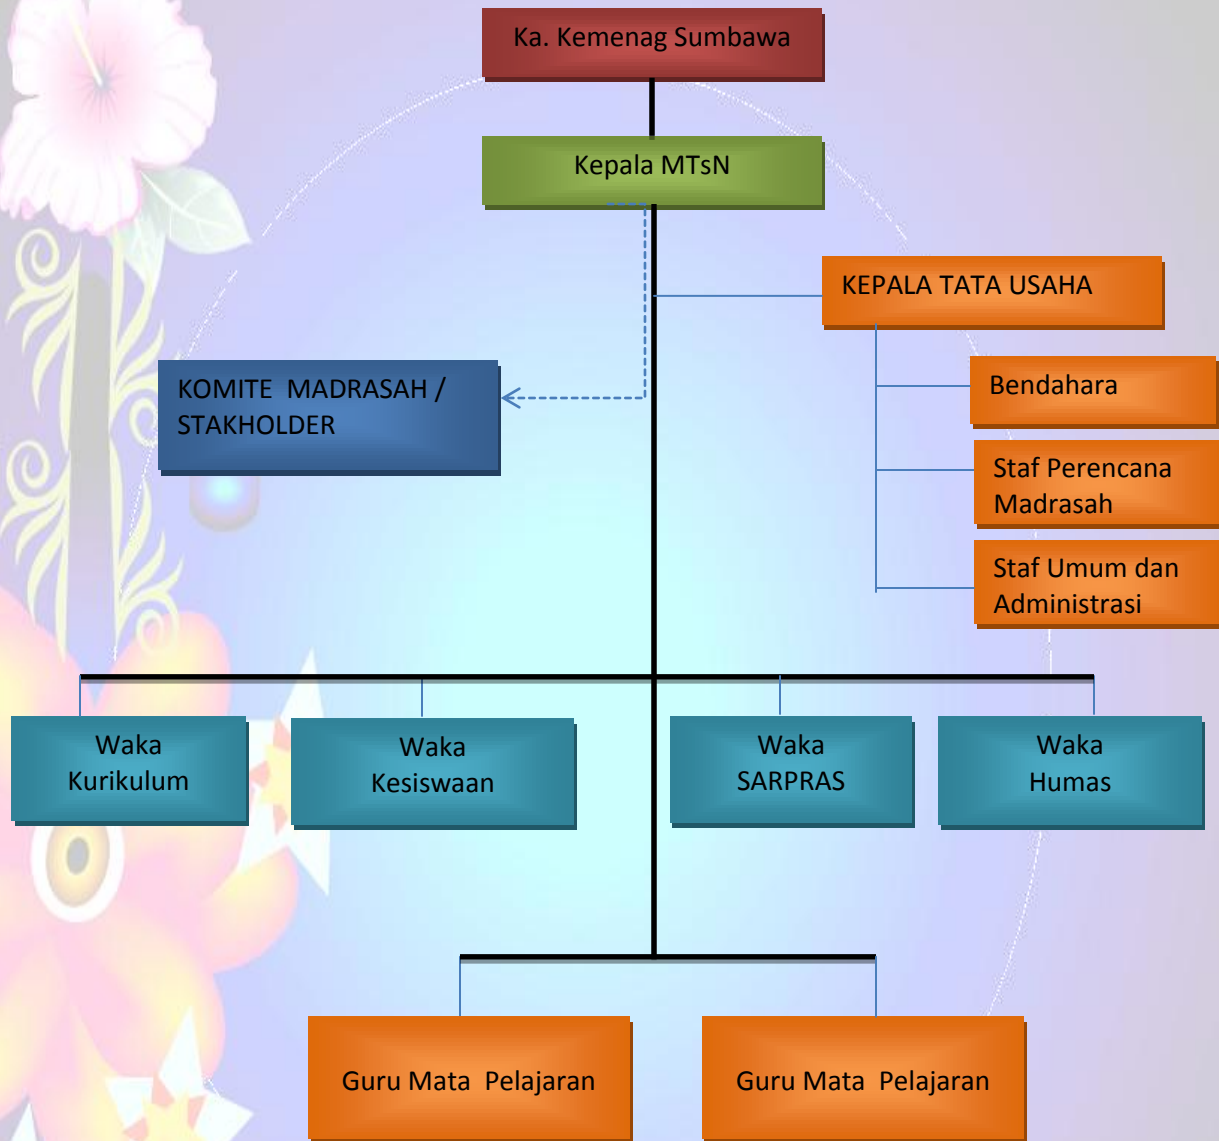 Ka. Kemenag Sumbawa
Kepala MTsN
KEPALA TATA USAHA
KOMITE  MADRASAH /
STAKHOLDER
Bendahara
Staf Perencana
Madrasah
Staf Umum dan
Administrasi
Waka
Kurikulum
Waka
Kesiswaan
Waka
SARPRAS
Waka
Humas
Guru Mata  Pelajaran
Guru Mata  Pelajaran